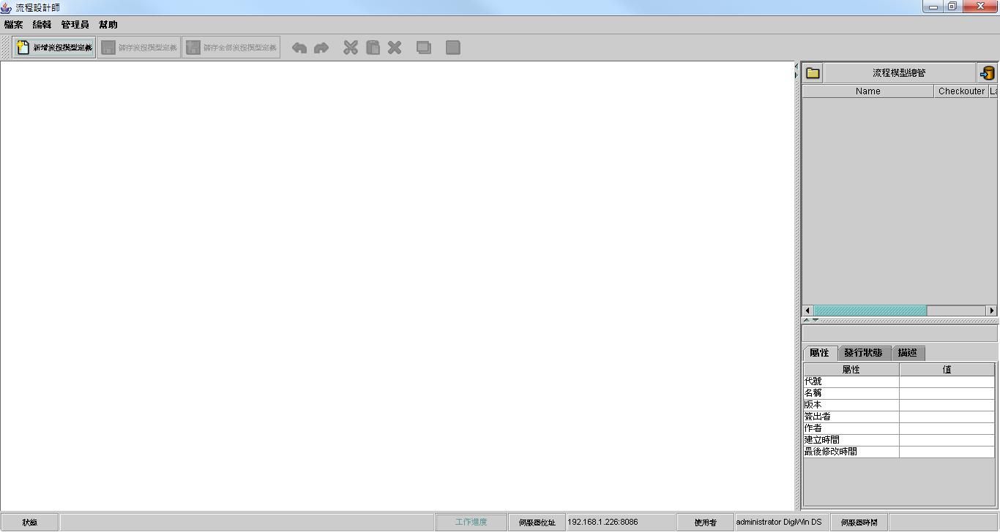 流程設計師
檔案 編輯 管理員 幫助
新增流程模型定義 儲存流程模型定義 儲存全部流程模型定義
流程模型總管
Name Checkouter La
屬性 發行狀態 描述
屬性 值
代號
名稱
版本
簽出者
作者
建立時間
最後修改時間
狀態 工作進度 伺服器位址 192.168.1.226:8086 使用者 administrator DigiWin DS 伺服器時間